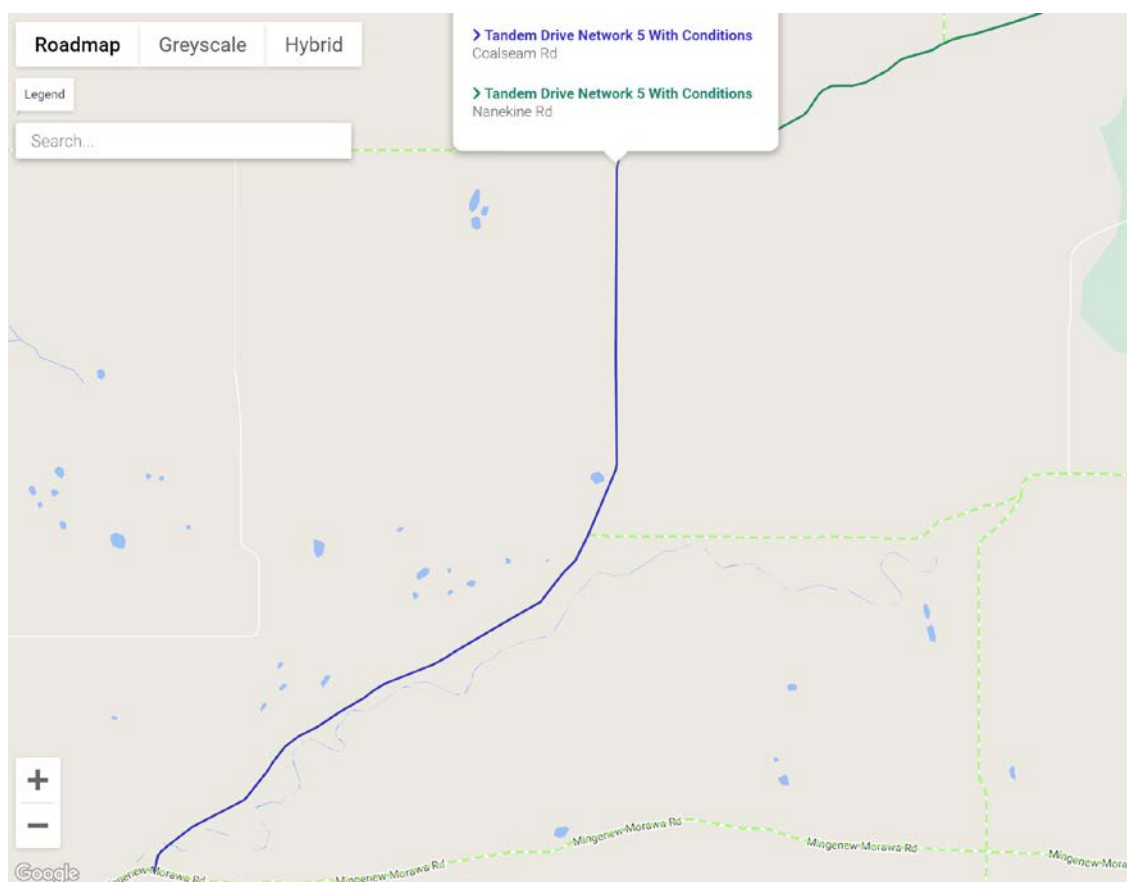 Roadmap Greyscale Hybrid
Legend
Search...
Tandem Drive Network 5 With Conditions
Coalseam Rd
Tandem Drive Network 5 With Conditions
Nanekine Rd
Mingenew-Morawa Rd
Mingenew-Morawa Rd
Mingenew-Morawa Rd
Mingenew-Morawa
Morawa Rd
Google